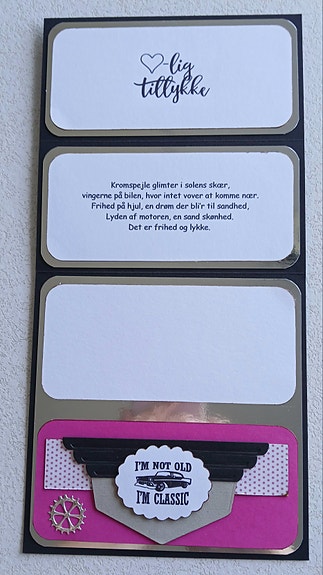 ♡-lig
tillykke
Kromspejle glimter i solens skær,
vingerne på bilen, hvor intet vover at komme nær.
Frihed på hjul, en drøm der bli'r til sandhed,
Lyden af motoren, en sand skønhed.
Det er frihed og lykke.
I'M NOT OLD
I'M CLASSIC